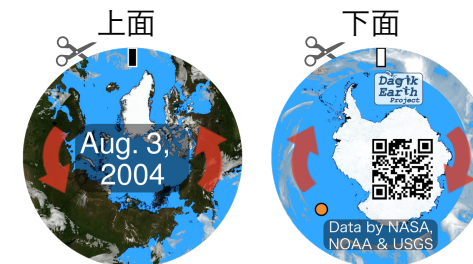 上面
下面
Aug. 3,
2004
Dagik
Earth
Project
Data by NASA,
NOAA & USGS